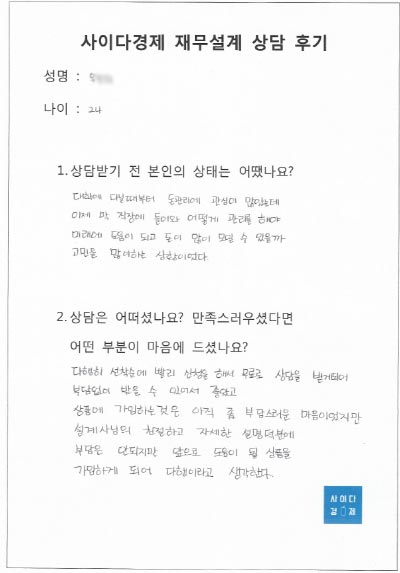 사이다경제 재무설계 상담 후기
성명 :
나이 : 24
1. 상담받기 전 본인의 상태는 어땠나요?
대학에 다닐때부터 돈관리에 관심이 많았는데
이제 막 직장에 들어와 어떻게 관리를 해야
미래에 도움이 되고 돈이 많이 모일 수 있을까
고민을 많이하는 상황이었다.
2. 상담은 어떠셨나요? 만족스러우셨다면
어떤 부분이 마음에 드셨나요?
다행히 선착순에 빨리 신청을 해서 무료로 상담을 받게되어
부담없이 받을 수 있어서 좋았고
상품에 가입하는것은 아직 좀 부담스러운 마음이었지만
설계사님의 친절하고 자세한 설명덕분에
부담은 안되지만 앞으로 도움이 될 상품을
가입하게 되어 다행이라고 생각한다.
사이다
경제